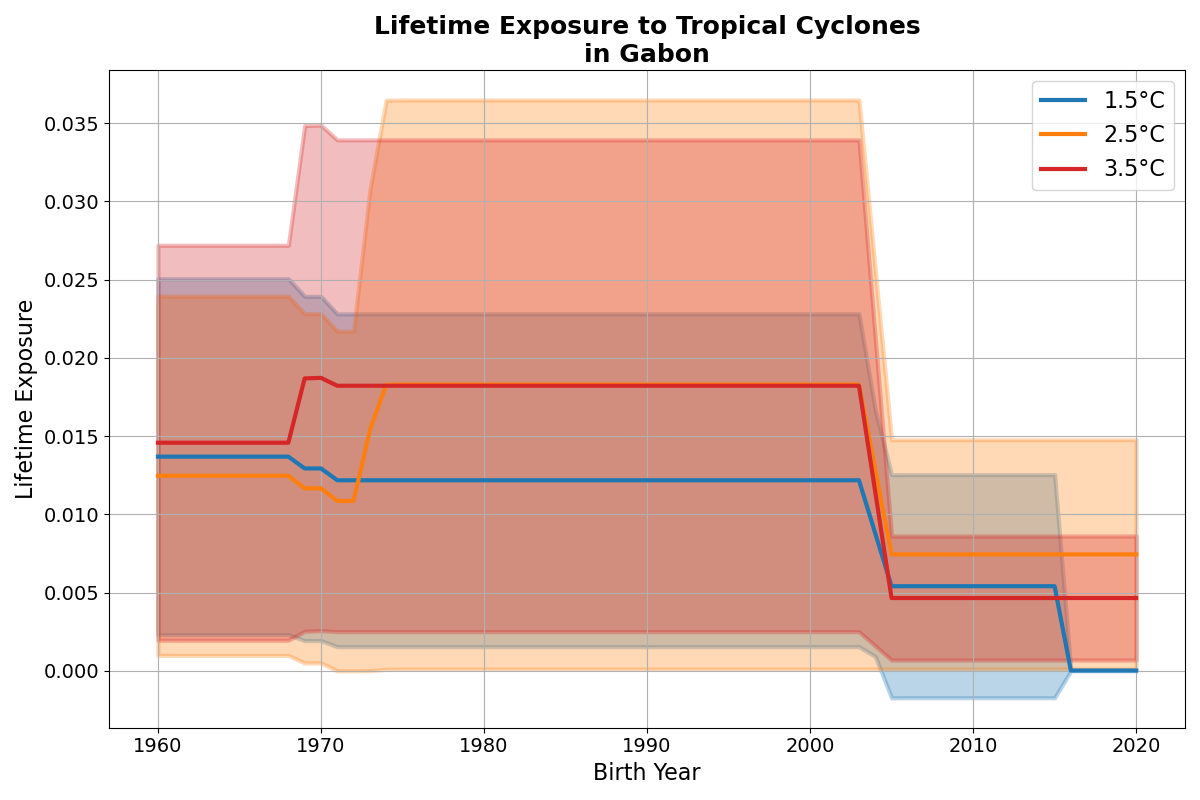 Lifetime Exposure to Tropical Cyclones
in Gabon
1.5°C
2.5°C
3.5°C
Lifetime Exposure
0.035
0.030
0.025
0.020
0.015
0.010
0.005
0.000
1960
1970
1980
1990
2000
2010
2020
Birth Year